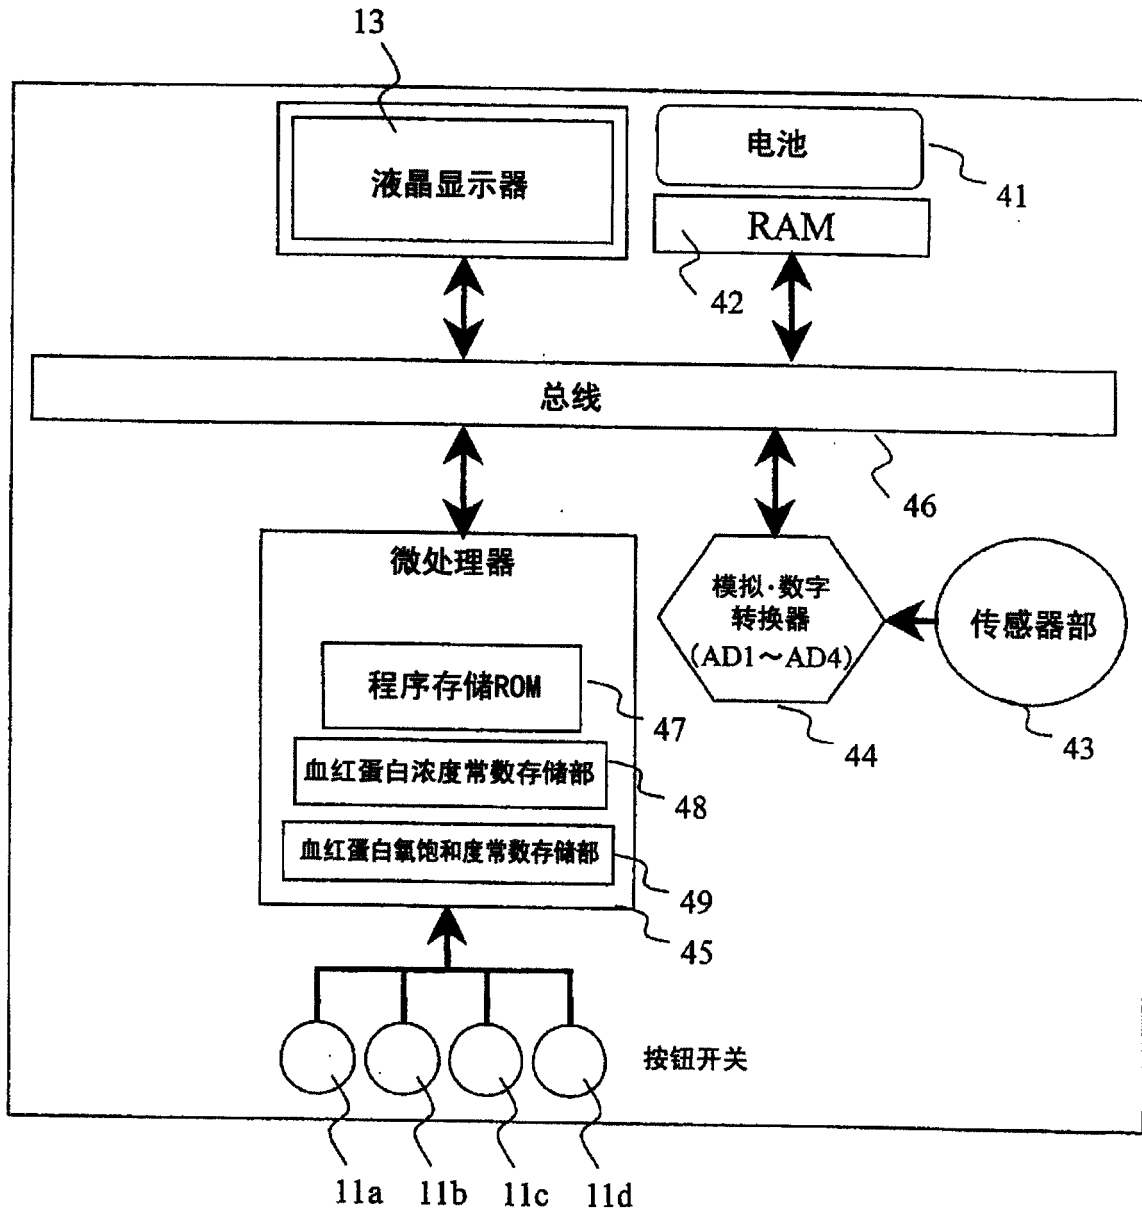 13
电池
液晶显示器
41
RAM
42
总线
46
微处理器
模拟·数字
转换器
(AD1～AD4)
传感器部
程序存储ROM
47
44
43
血红蛋白浓度常数存储部
48
血红蛋白氧饱和度常数存储部
49
45
按钮开关
11a
11b
11c
11d